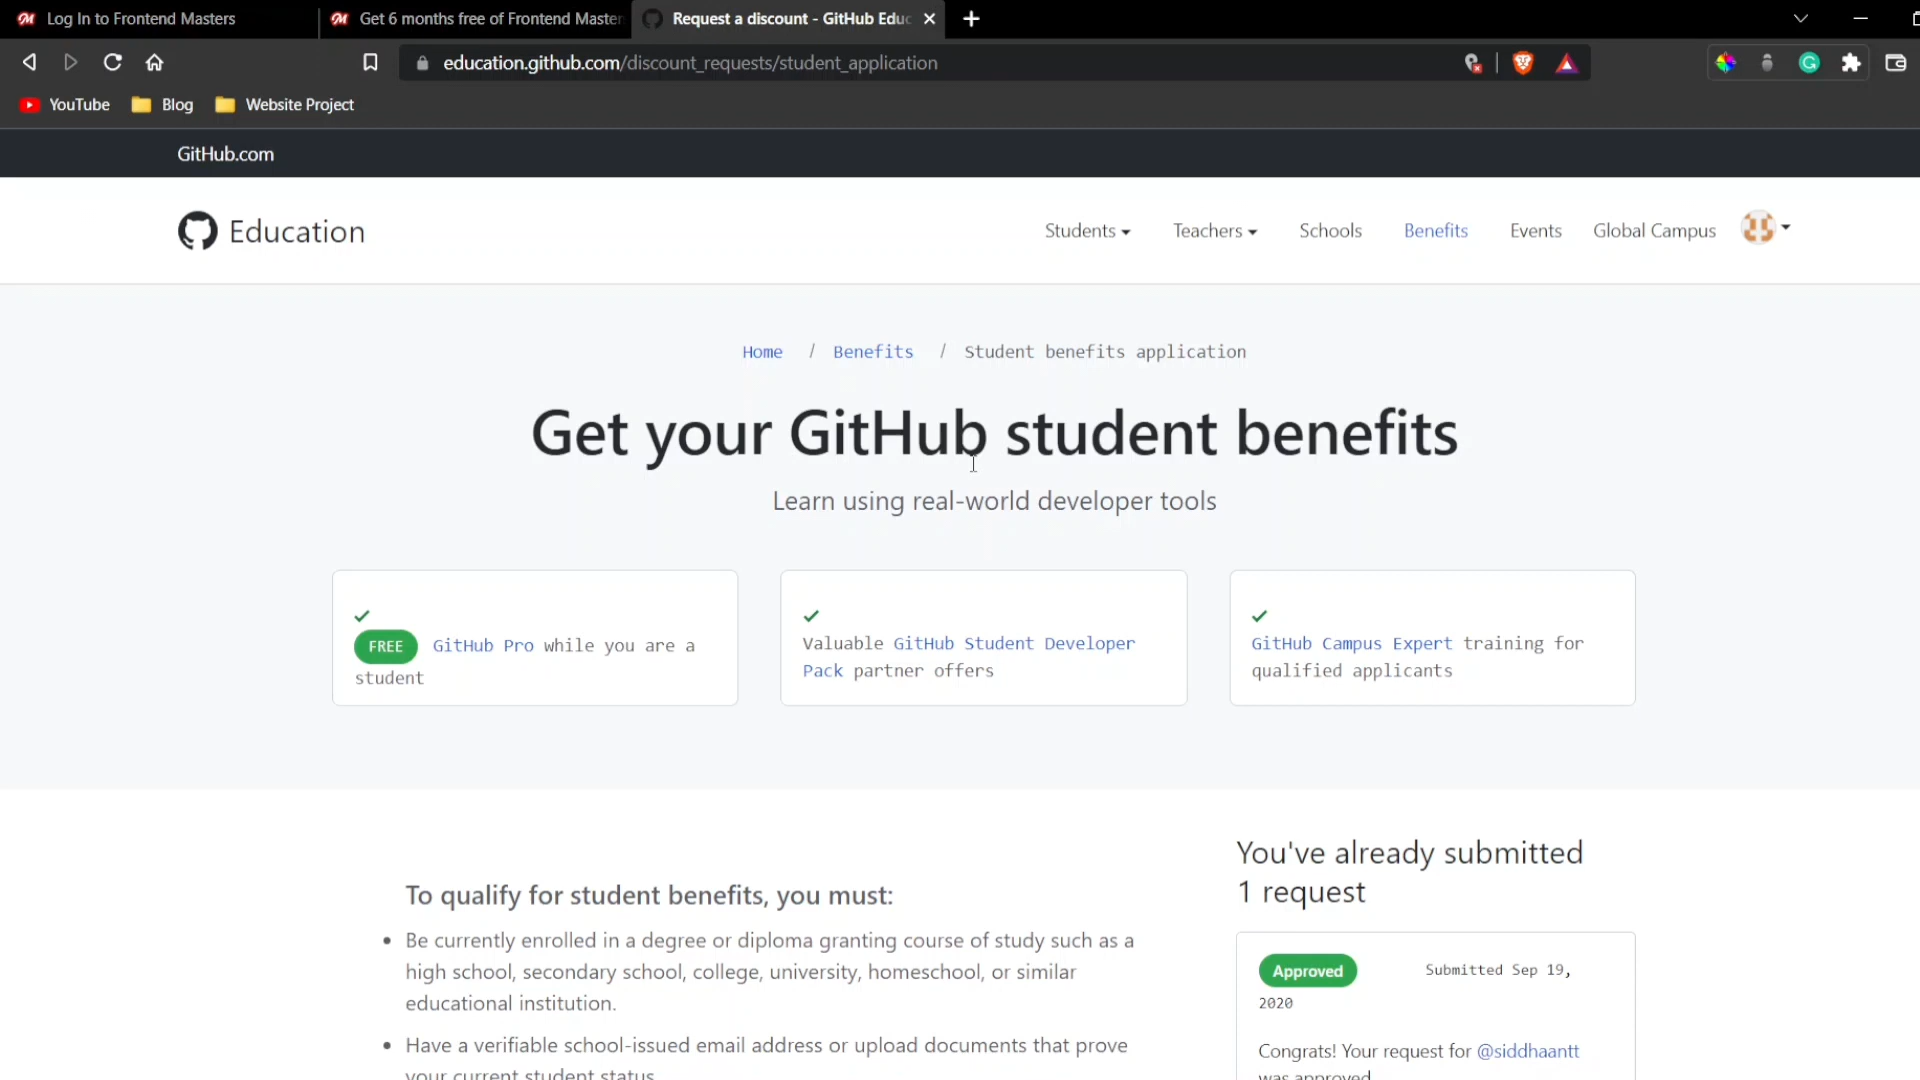 Log In to Frontend Masters
Get 6 months free of Frontend Master
Request a discount - GitHub Educ
education.github.com/discount_requests/student_application
YouTube Blog Website Project
GitHub.com
Education
Students Teachers Schools Benefits Events Global Campus
Home / Benefits / Student benefits application
Get your GitHub student benefits
Learn using real-world developer tools
FREE GitHub Pro while you are a
student
Valuable GitHub Student Developer
Pack partner offers
GitHub Campus Expert training for
qualified applicants
To qualify for student benefits, you must:
• Be currently enrolled in a degree or diploma granting course of study such as a
high school, secondary school, college, university, homeschool, or similar
educational institution.
• Have a verifiable school-issued email address or upload documents that prove
your current student status.
You've already submitted
1 request
Approved Submitted Sep 19,
2020
Congrats! Your request for @siddhaantt
was approved